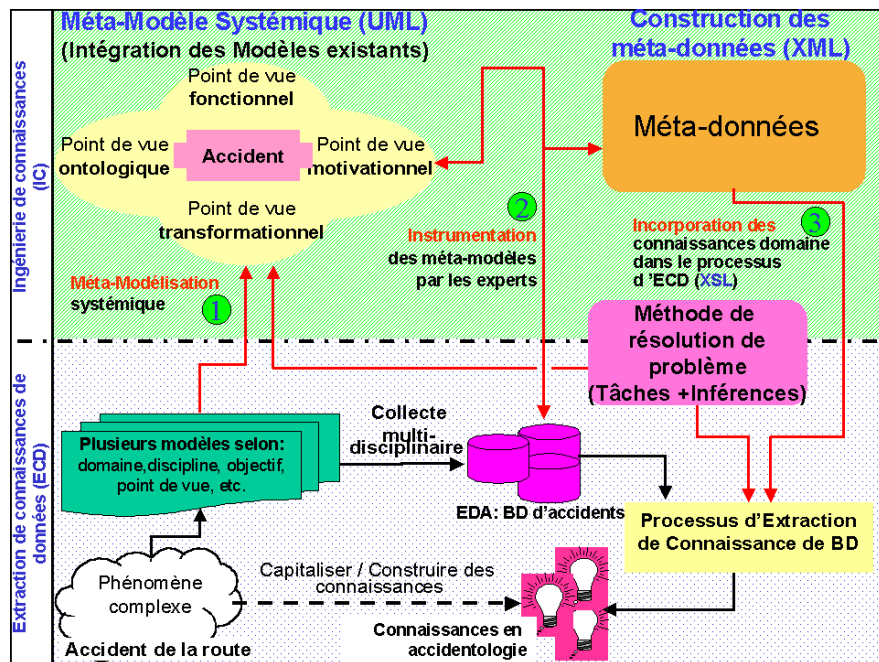 Méta-Modèle Systémique (UML)
(Intégration des Modèles existants)
Construction des
méta-données (XML)
Ingénierie de connaissances
(IC)
Point de vue
fonctionnel
Point de vue
ontologique
Accident
Point de vue
motivationnel
Point de vue
transformationnel
Méta-données
2
Instrumentation
des méta-modèles
par les experts
3
Incorporation des
connaissances domaine
dans le processus
d 'ECD (XSL)
Méta-Modélisation
systémique
1
Méthode de
résolution de
problème
(Tâches +Inférences)
Extraction de connaissances de
données (ECD)
Plusieurs modèles selon:
domaine,discipline, objectif,
point de vue, etc.
Collecte
multi-
disciplinaire
EDA: BD d'accidents
Processus d'Extraction
de Connaissance de BD
Phénomène
complexe
Accident de la route
Capitaliser / Construire des
connaissances
Connaissances en
accidentologie